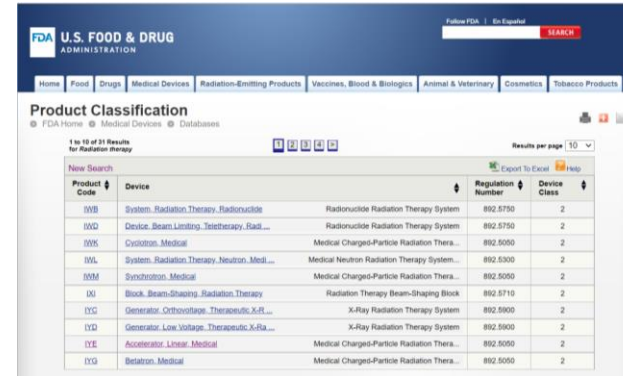 Follow FDA | En Español
FDA U.S. FOOD & DRUG
ADMINISTRATION
SEARCH
Home Food Drugs Medical Devices Radiation-Emitting Products Vaccines, Blood & Biologics Animal & Veterinary Cosmetics Tobacco Products
Product Classification
FDA Home Medical Devices Databases
1 to 10 of 31 Results
for Radiation therapy
1 2 3 4 >
Results per page 10
New Search
Export To Excel Help
Product Code Device Regulation Number Device Class
IWB System, Radiation Therapy, Radionuclide Radionuclide Radiation Therapy System 892.5750 2
IWD Device, Beam Limiting, Teletherapy, Radi ... Radionuclide Radiation Therapy System 892.5750 2
IWK Cyclotron, Medical Medical Charged-Particle Radiation Thera... 892.5050 2
IWL System, Radiation Therapy, Neutron, Medi ... Medical Neutron Radiation Therapy System... 892.5300 2
IWM Synchrotron, Medical Medical Charged-Particle Radiation Thera... 892.5050 2
IXI Block, Beam-Shaping, Radiation Therapy Radiation Therapy Beam-Shaping Block 892.5710 2
IYC Generator, Orthovoltage, Therapeutic X-R ... X-Ray Radiation Therapy System 892.5900 2
IYD Generator, Low Voltage, Therapeutic X-Ra ... X-Ray Radiation Therapy System 892.5900 2
IYE Accelerator, Linear, Medical Medical Charged-Particle Radiation Thera... 892.5050 2
IYG Betatron, Medical Medical Charged-Particle Radiation Thera... 892.5050 2